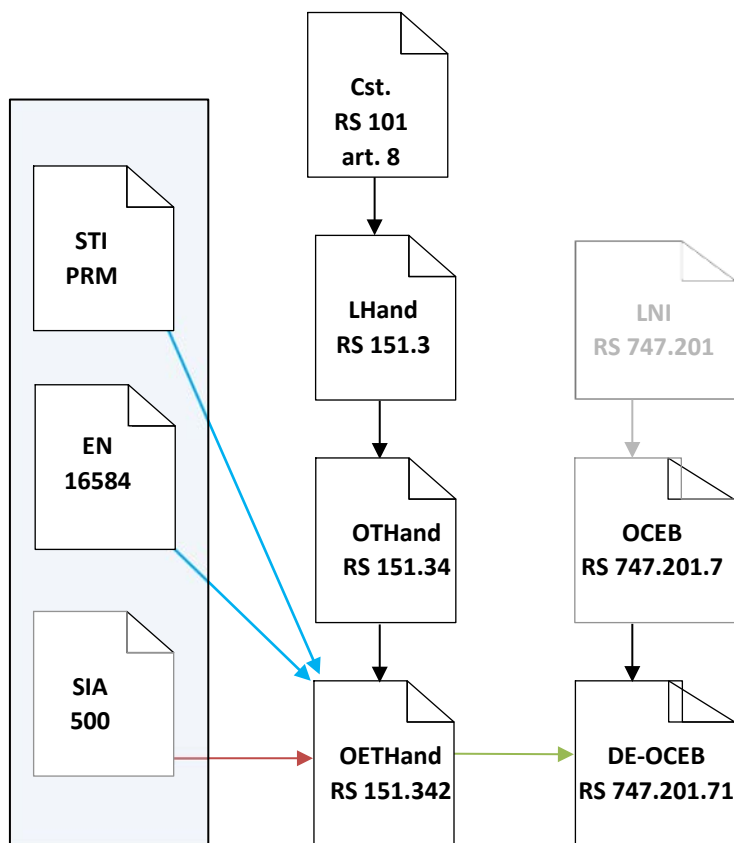 Cst.
RS 101
art. 8
STI
PRM
LHand
RS 151.3
LNI
RS 747.201
EN
16584
OTHand
RS 151.34
OCEB
RS 747.201.7
SIA
500
OETHand
RS 151.342
DE-OCEB
RS 747.201.71